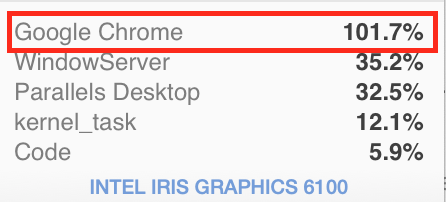 Google Chrome 101.7%
WindowServer 35.2%
Parallels Desktop 32.5%
kernel_task 12.1%
Code 5.9%
INTEL IRIS GRAPHICS 6100